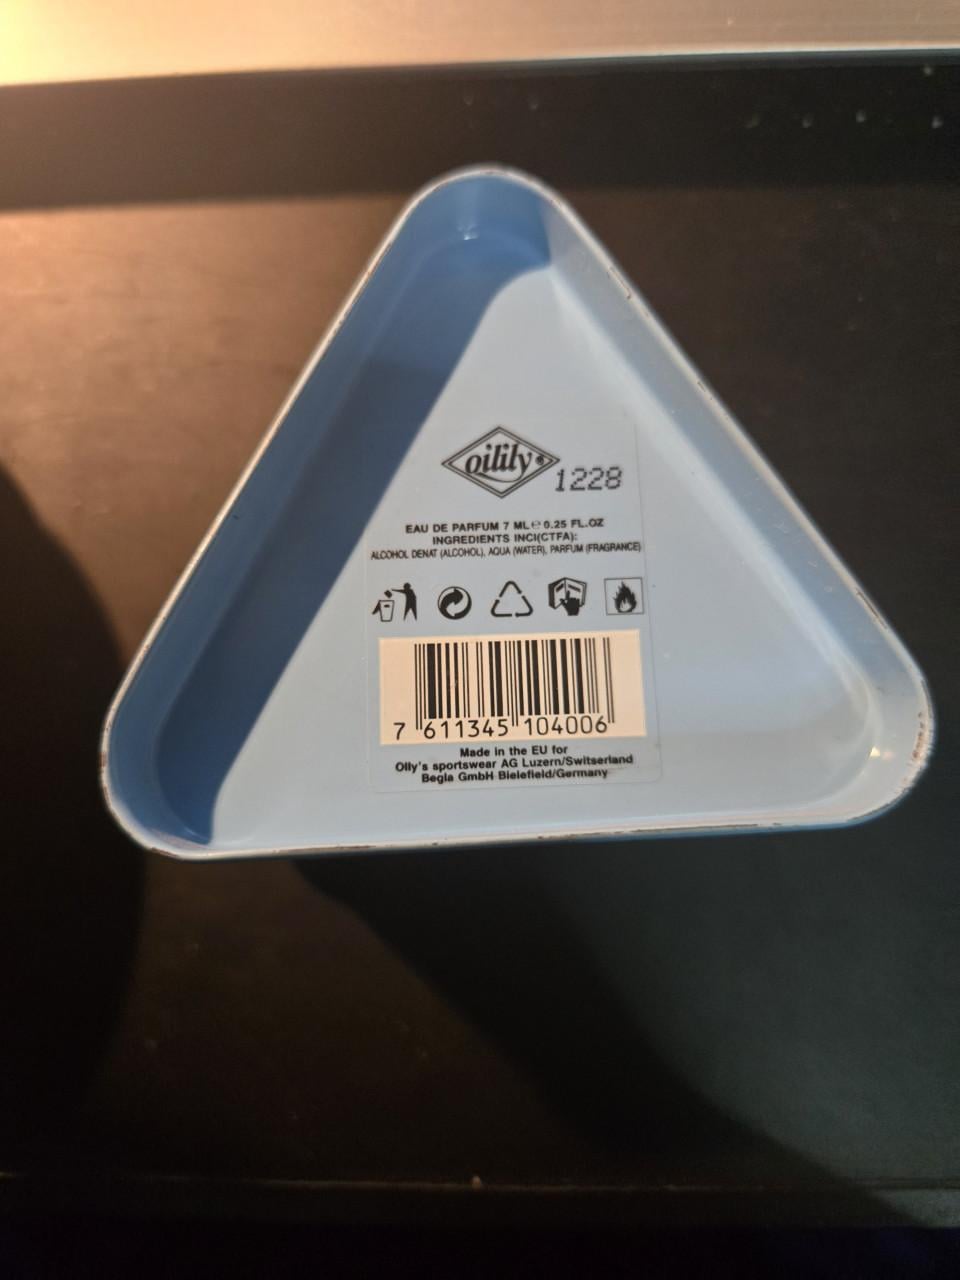 oilily
1228
EAU DE PARFUM 7 ML ℮ 0.25 FL.OZ
INGREDIENTS INCI(CTFA):
ALCOHOL DENAT (ALCOHOL), AQUA (WATER), PARFUM (FRAGRANCE)
7 611345 104006
Made in the EU for
Olly's sportswear AG Luzern/Switserland
Begla GmbH Bielefield/Germany